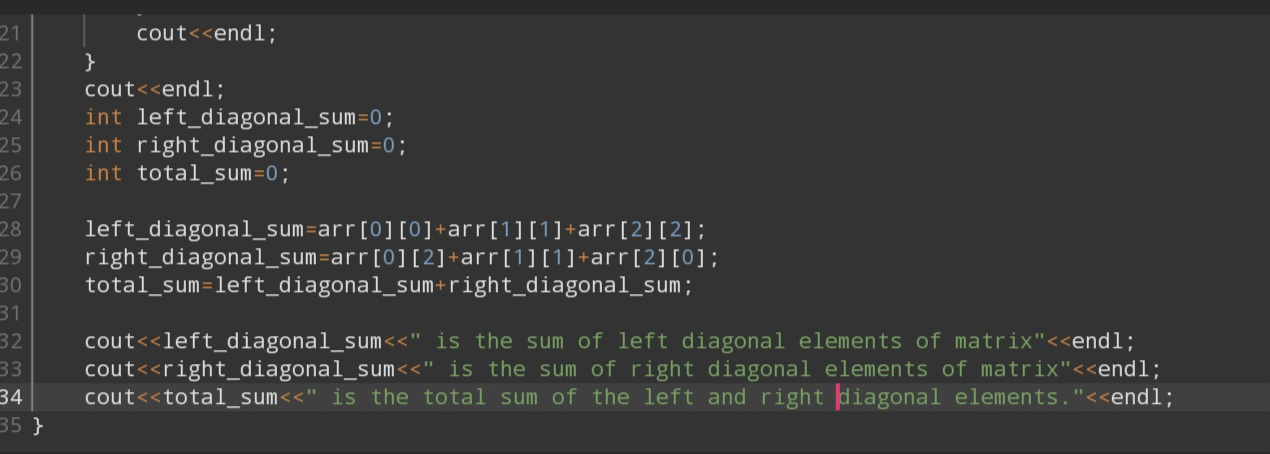 21 cout<<endl;
22 }
23 cout<<endl;
24 int left_diagonal_sum=0;
25 int right_diagonal_sum=0;
26 int total_sum=0;
27
28 left_diagonal_sum=arr[0][0]+arr[1][1]+arr[2][2];
29 right_diagonal_sum=arr[0][2]+arr[1][1]+arr[2][0];
30 total_sum=left_diagonal_sum+right_diagonal_sum;
31
32 cout<<left_diagonal_sum<<" is the sum of left diagonal elements of matrix"<<endl;
33 cout<<right_diagonal_sum<<" is the sum of right diagonal elements of matrix"<<endl;
34 cout<<total_sum<<" is the total sum of the left and right diagonal elements."<<endl;
35 }